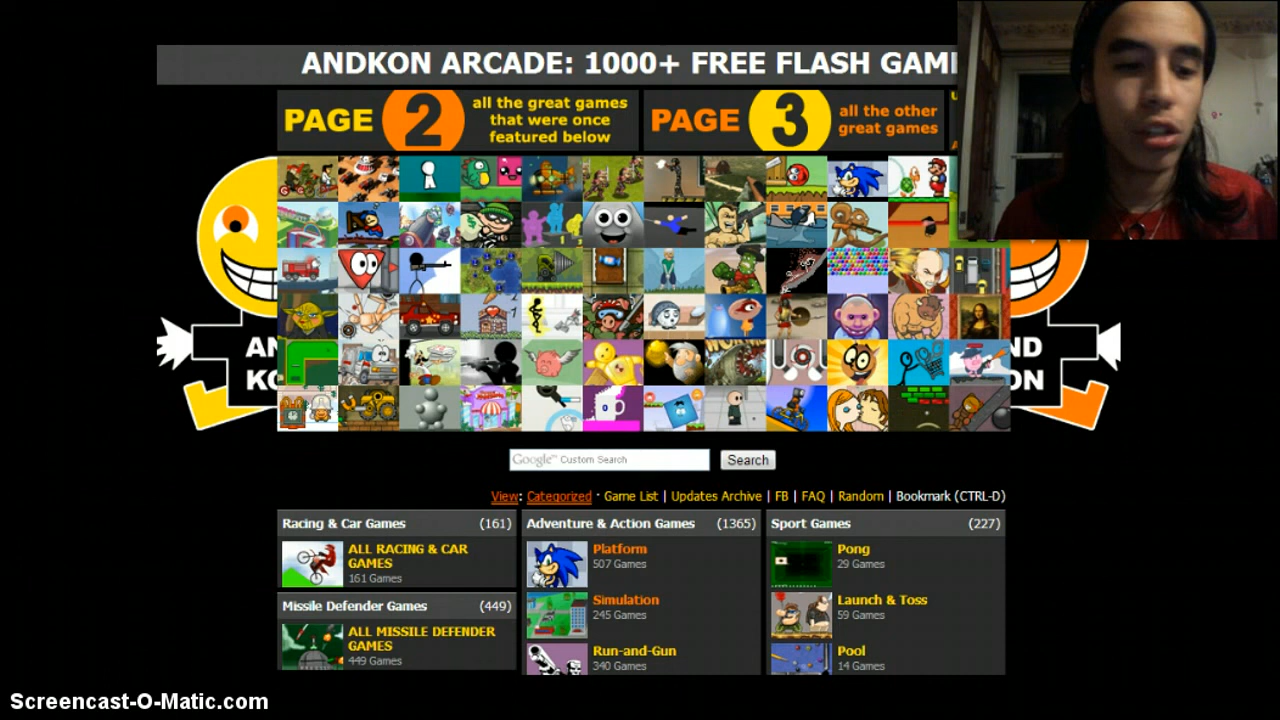 ANDKON ARCADE: 1000+ FREE FLASH GAM
PAGE 2
all the great games
that were once
featured below
PAGE 3
all the other
great games
AN
KO
ND
ON
Google™ Custom Search
Search
View: Categorized · Game List | Updates Archive | FB | FAQ | Random | Bookmark (CTRL-D)
Racing & Car Games (161)
ALL RACING & CAR
GAMES
161 Games
Missile Defender Games (449)
ALL MISSILE DEFENDER
GAMES
449 Games
Adventure & Action Games (1365)
Platform
507 Games
Simulation
245 Games
Run-and-Gun
340 Games
Sport Games (227)
Pong
29 Games
Launch & Toss
59 Games
Pool
14 Games
Screencast-O-Matic.com